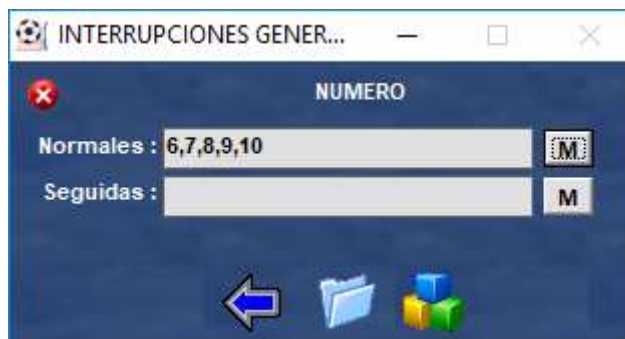 INTERRUPCIONES GENER...
NUMERO
Normales : 6,7,8,9,10 M
Seguidas : M